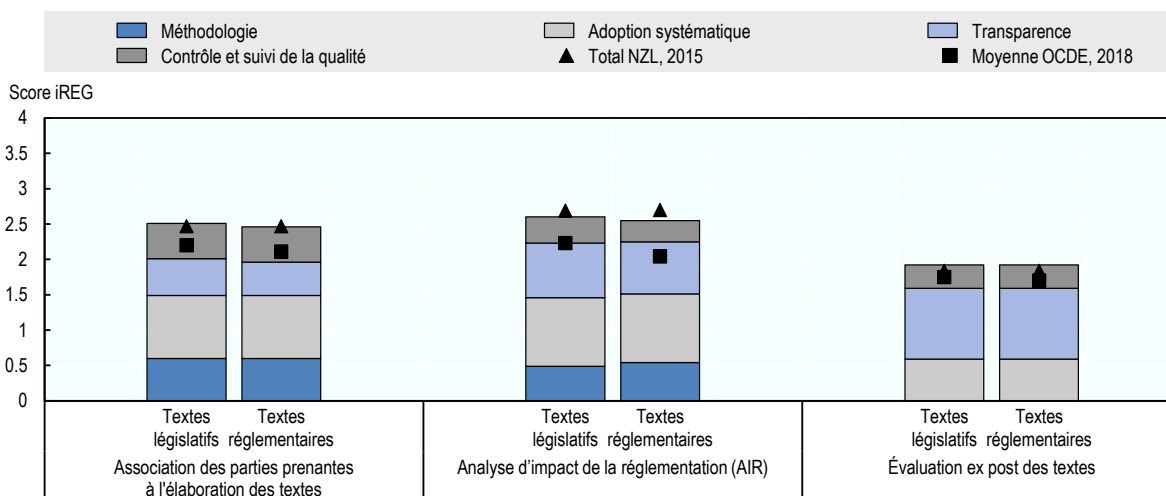 Méthodologie
Adoption systématique
Transparence
Contrôle et suivi de la qualité
Total NZL, 2015
Moyenne OCDE, 2018
Score iREG
4
3.5
3
2.5
2
1.5
1
0.5
0
Textes législatifs
Textes réglementaires
Textes législatifs
Textes réglementaires
Textes législatifs
Textes réglementaires
Association des parties prenantes
à l'élaboration des textes
Analyse d'impact de la réglementation (AIR)
Évaluation ex post des textes